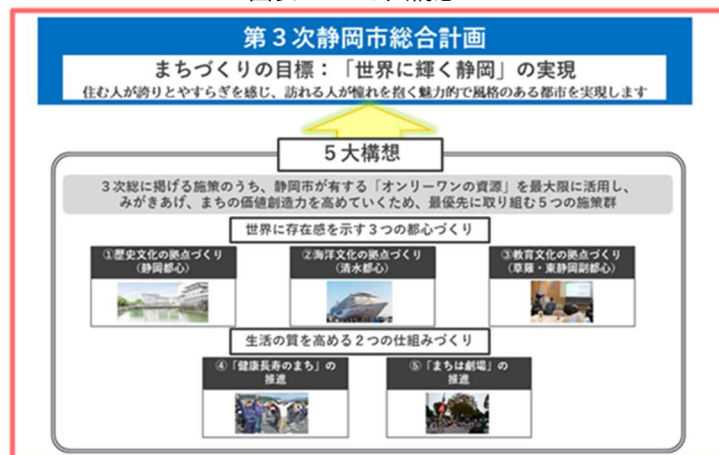 第３次静岡市総合計画
まちづりの目標：「世界に輝く静岡」の実現
住む人が誇りとやすらぎを感じ、訪れる人が憧れを抱く魅力的で風格のある都市を実現します
５大構想
３次総に掲げる施策のうち、静岡市が有する「オンリーワンの資源」を最大限に活用し、
みがきあげ、まちの価値創造力を高めていくため、最優先に取り組む５つの施策群
世界に存在感を示す３つの都心づくり
①歴史文化の拠点づくり
（静岡都心）
②海洋文化の拠点づくり
（清水都心）
③教育文化の拠点づくり
（草薙・東静岡副都心）
生活の質を高める２つの仕組みづくり
④「健康長寿のまち」の
推進
⑤「まちは劇場」の
推進